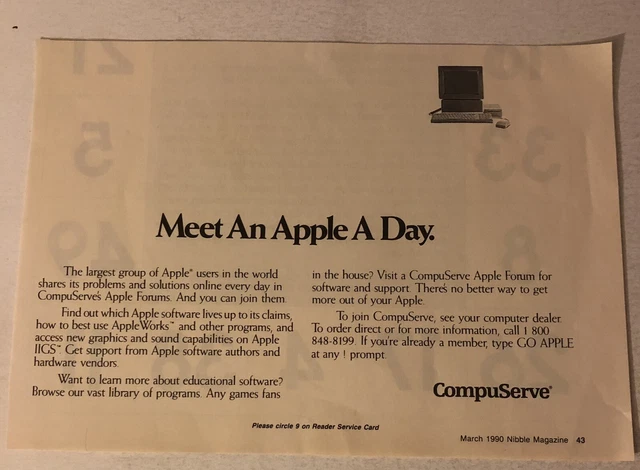 Meet An Apple A Day.
The largest group of Apple® users in the world
shares its problems and solutions online every day in
CompuServe's Apple Forums. And you can join them.
Find out which Apple software lives up to its claims,
how to best use AppleWorks™ and other programs, and
access new graphics and sound capabilities on Apple
IIGS.™ Get support from Apple software authors and
hardware vendors.
Want to learn more about educational software?
Browse our vast library of programs. Any games fans
in the house? Visit a CompuServe Apple Forum for
software and support. There's no better way to get
more out of your Apple.
To join CompuServe, see your computer dealer.
To order direct or for more information, call 1 800
848-8199. If you're already a member, type GO APPLE
at any ! prompt.
CompuServe®
Please circle 9 on Reader Service Card
March 1990 Nibble Magazine 43